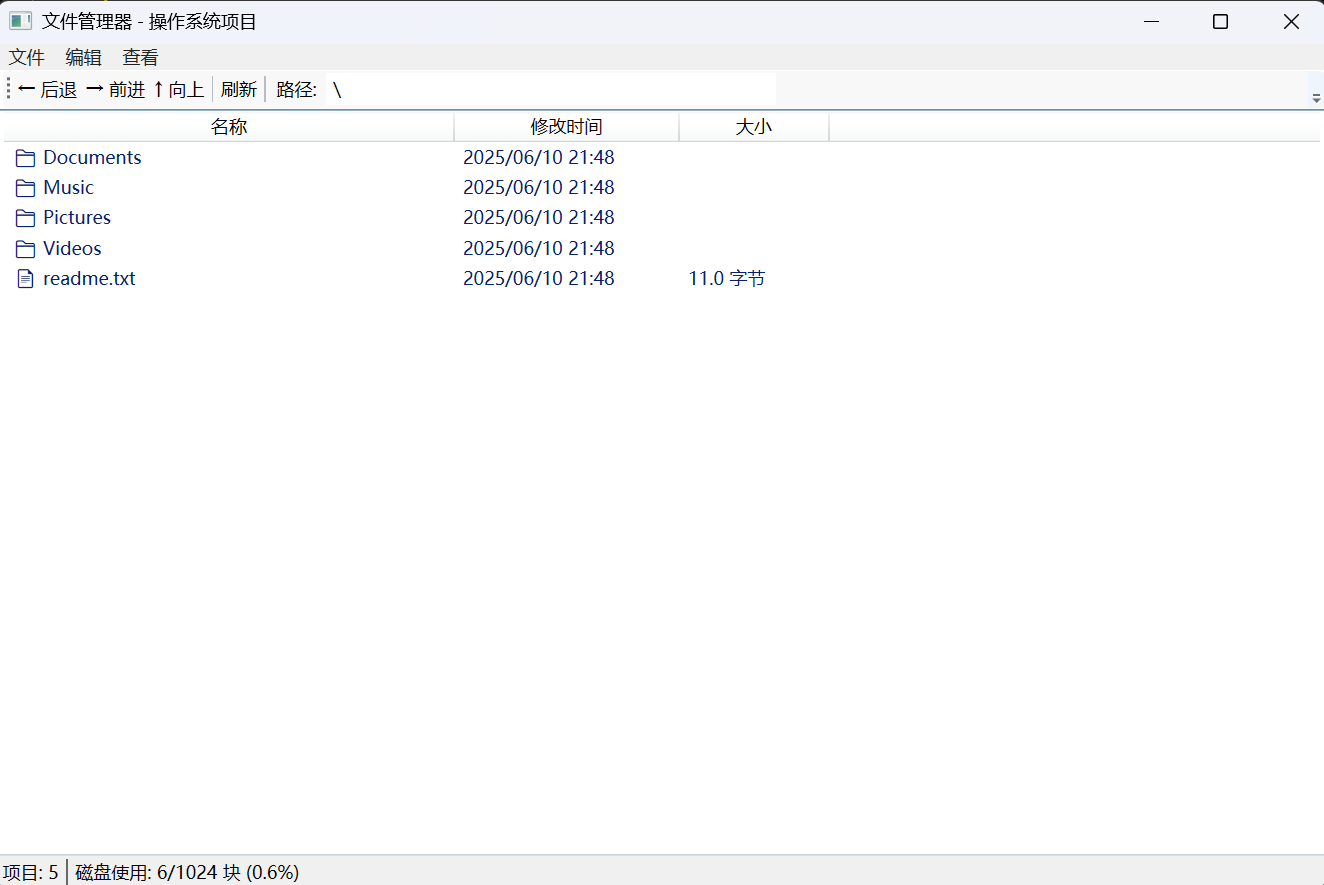 文件管理器 - 操作系统项目
文件 编辑 查看
← 后退 → 前进 ↑ 向上 刷新 路径: \
名称 修改时间 大小
Documents 2025/06/10 21:48
Music 2025/06/10 21:48
Pictures 2025/06/10 21:48
Videos 2025/06/10 21:48
readme.txt 2025/06/10 21:48 11.0 字节
项目: 5 磁盘使用: 6/1024 块 (0.6%)